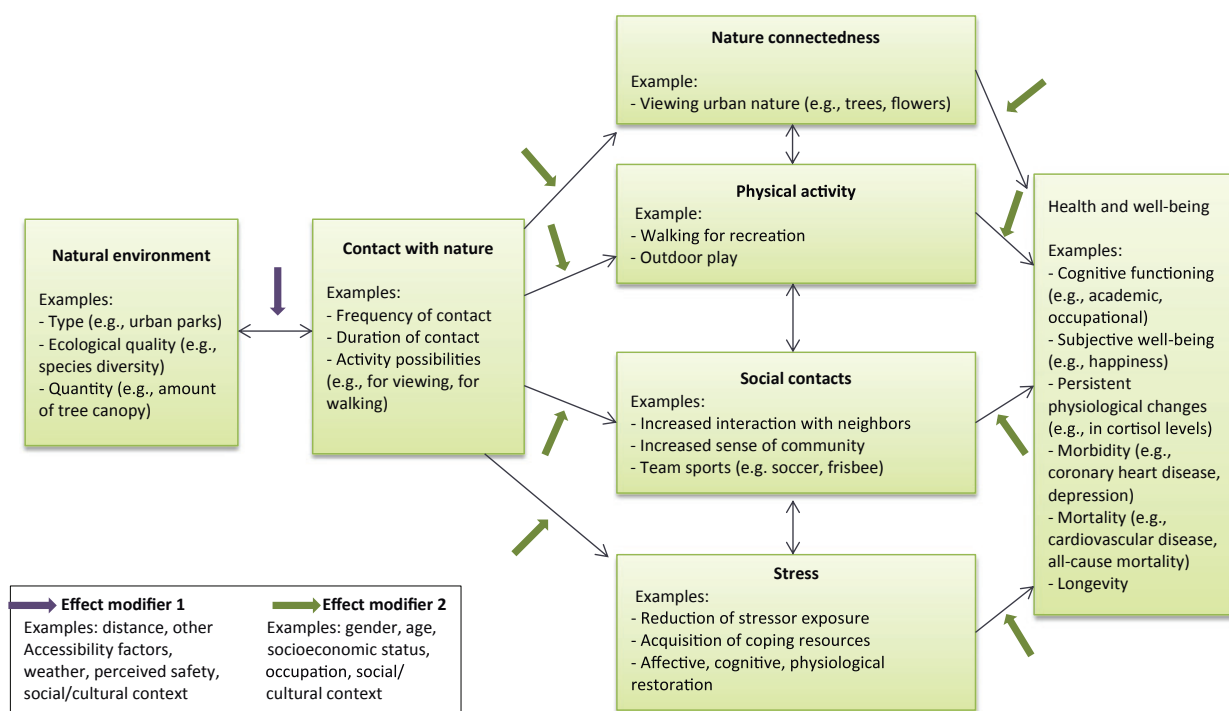 Nature connectedness
Example:
- Viewing urban nature (e.g., trees, flowers)
Physical activity
Example:
- Walking for recreation
- Outdoor play
Natural environment
Examples:
- Type (e.g., urban parks)
- Ecological quality (e.g.,
species diversity)
- Quantity (e.g., amount
of tree canopy)
Contact with nature
Examples:
- Frequency of contact
- Duration of contact
- Activity possibilities
(e.g., for viewing, for
walking)
Social contacts
Examples:
- Increased interaction with neighbors
- Increased sense of community
- Team sports (e.g. soccer, frisbee)
Stress
Examples:
- Reduction of stressor exposure
- Acquisition of coping resources
- Affective, cognitive, physiological
restoration
Health and well-being
Examples:
- Cognitive functioning
(e.g., academic,
occupational)
- Subjective well-being
(e.g., happiness)
- Persistent
physiological changes
(e.g., in cortisol levels)
- Morbidity (e.g.,
coronary heart disease,
depression)
- Mortality (e.g.,
cardiovascular disease,
all-cause mortality)
- Longevity
Effect modifier 1
Examples: distance, other
Accessibility factors,
weather, perceived safety,
social/cultural context
Effect modifier 2
Examples: gender, age,
socioeconomic status,
occupation, social/
cultural context